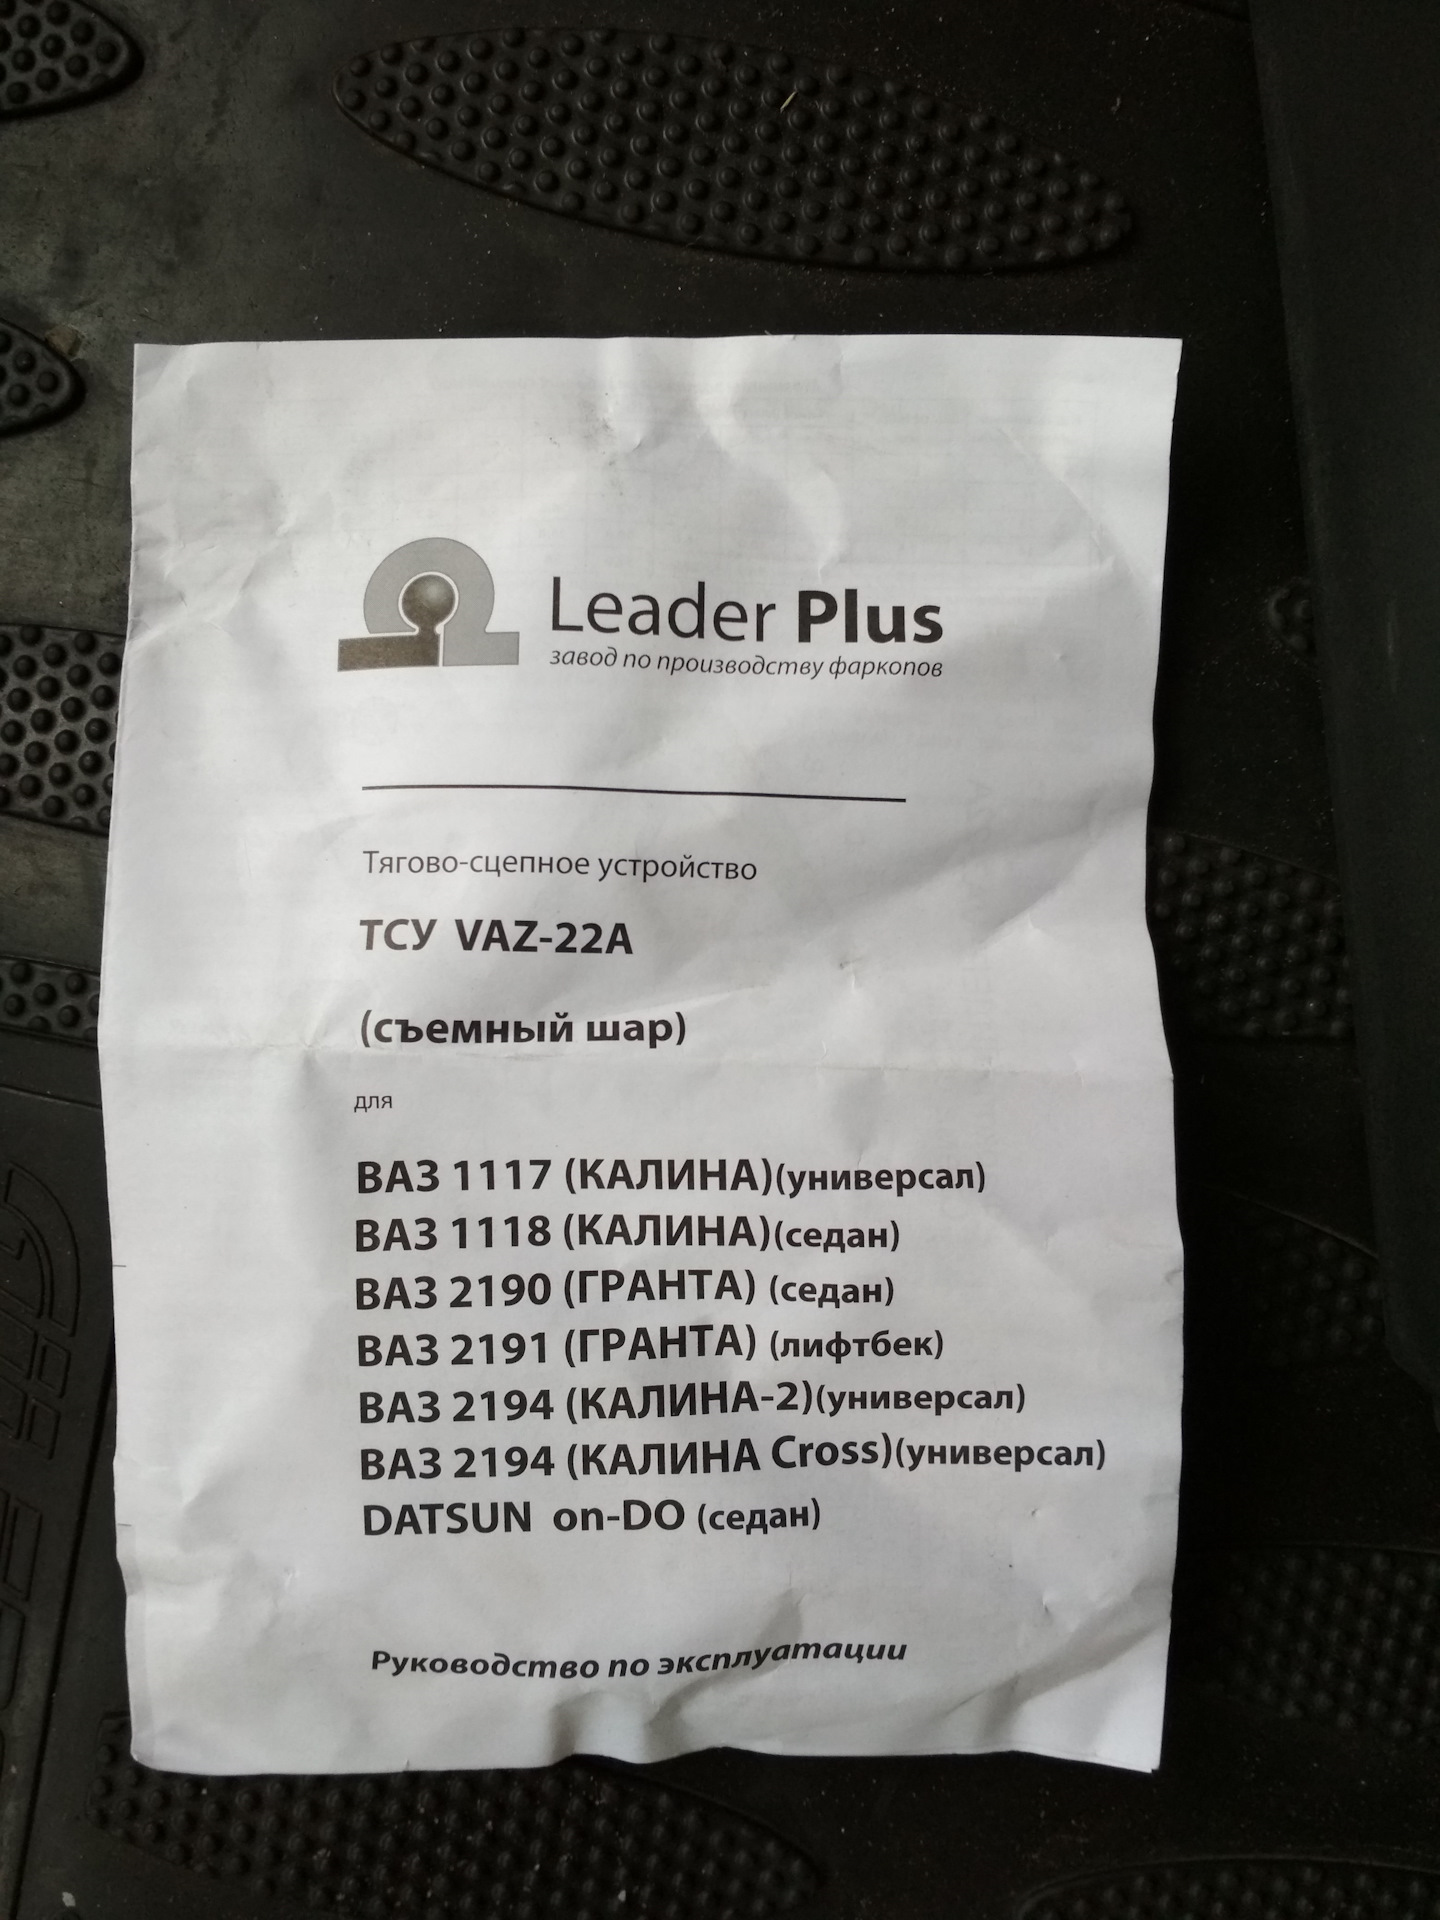 Leader Plus
завод по производству фаркопов
Тягово-сцепное устройство
ТСУ VAZ-22A
(съемный шар)
для
ВАЗ 1117 (КАЛИНА)(универсал)
ВАЗ 1118 (КАЛИНА)(седан)
ВАЗ 2190 (ГРАНТА) (седан)
ВАЗ 2191 (ГРАНТА) (лифтбек)
ВАЗ 2194 (КАЛИНА-2)(универсал)
ВАЗ 2194 (КАЛИНА Cross)(универсал)
DATSUN on-DO (седан)
Руководство по эксплуатации